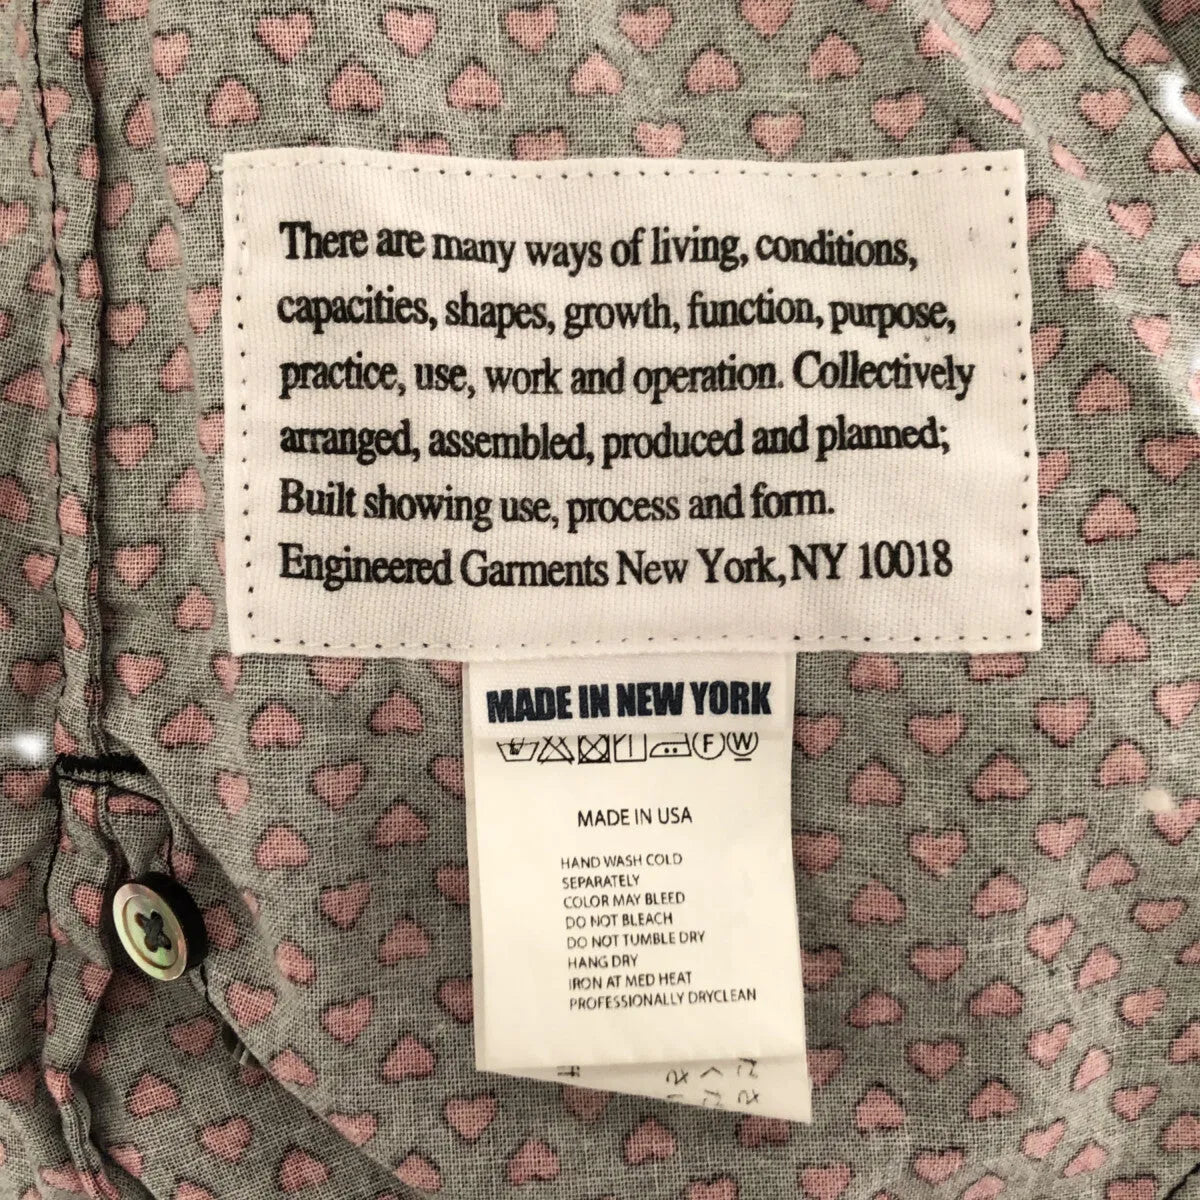 There are many ways of living, conditions,
capacities, shapes, growth, function, purpose,
practice, use, work and operation. Collectively
arranged, assembled, produced and planned;
Built showing use, process and form.
Engineered Garments New York, NY 10018
MADE IN NEW YORK
F W
MADE IN USA
HAND WASH COLD
SEPARATELY
COLOR MAY BLEED
DO NOT BLEACH
DO NOT TUMBLE DRY
HANG DRY
IRON AT MED HEAT
PROFESSIONALLY DRYCLEAN